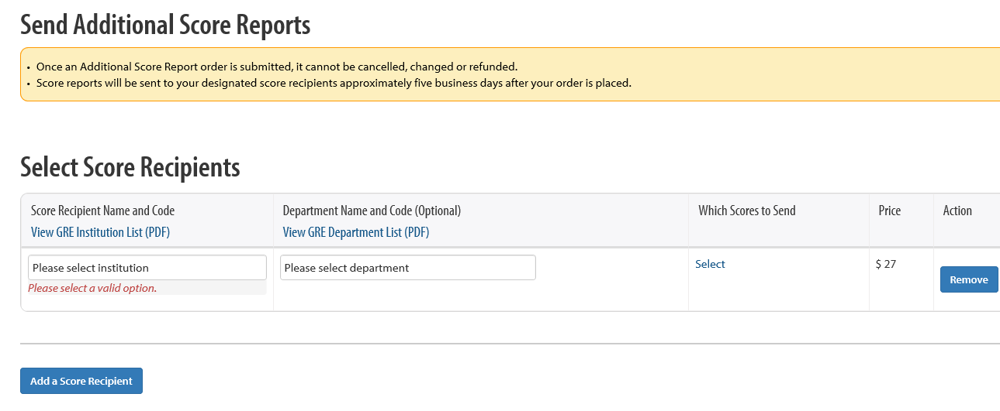 Send Additional Score Reports
• Once an Additional Score Report order is submitted, it cannot be cancelled, changed or refunded.
• Score reports will be sent to your designated score recipients approximately five business days after your order is placed.
Select Score Recipients
Score Recipient Name and Code
View GRE Institution List (PDF)
Department Name and Code (Optional)
View GRE Department List (PDF)
Which Scores to Send
Price
Action
Please select institution
Please select a valid option.
Please select department
Select
$ 27
Remove
Add a Score Recipient